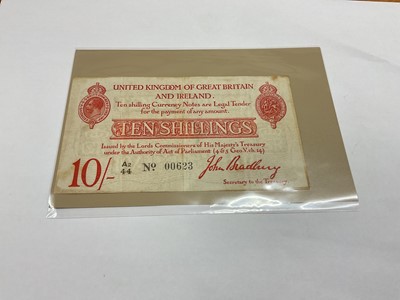 UNITED KINGDOM OF GREAT BRITAIN
AND IRELAND.
Ten shilling Currency Notes are Legal Tender
for the payment of any amount.
TEN SHILLINGS
Issued by the Lords Commissioners of His Majesty's Treasury
under the Authority of Act of Parliament (4 & 5 Geo.V.ch.14).
10/- A2/44 No 00623 John Bradbury
Secretary to the Treasury